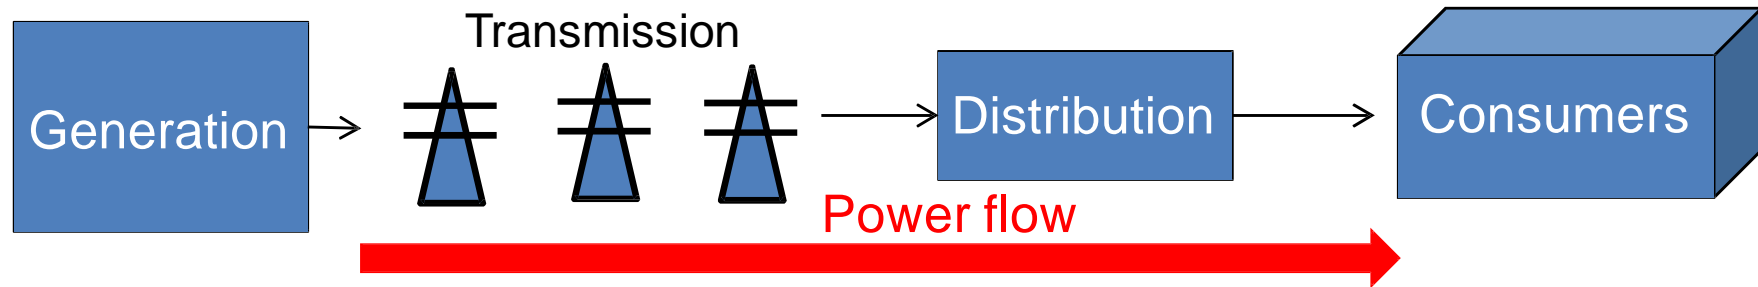 Transmission
Generation
Distribution
Consumers
Power flow